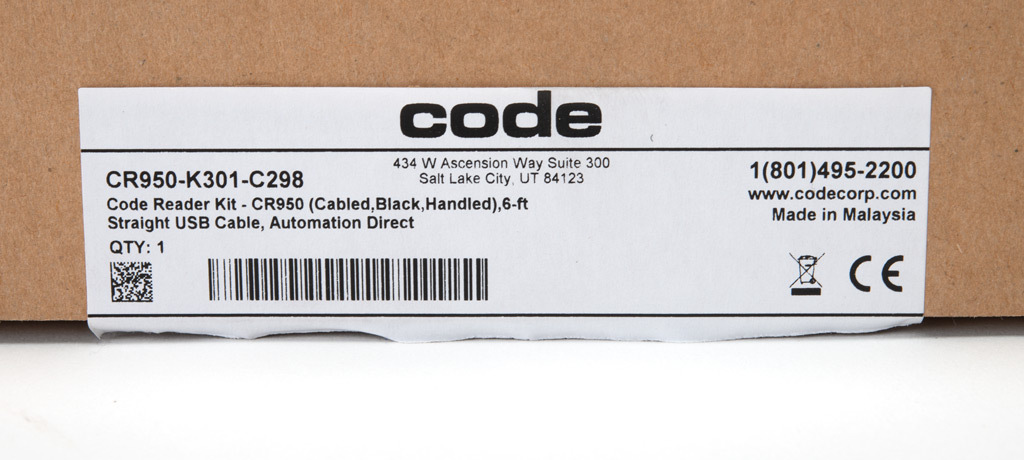 code
434 W Ascension Way Suite 300
Salt Lake City, UT 84123
CR950-K301-C298
Code Reader Kit - CR950 (Cabled,Black,Handled),6-ft
Straight USB Cable, Automation Direct
QTY: 1
1(801)495-2200
www.codecorp.com
Made in Malaysia
CE